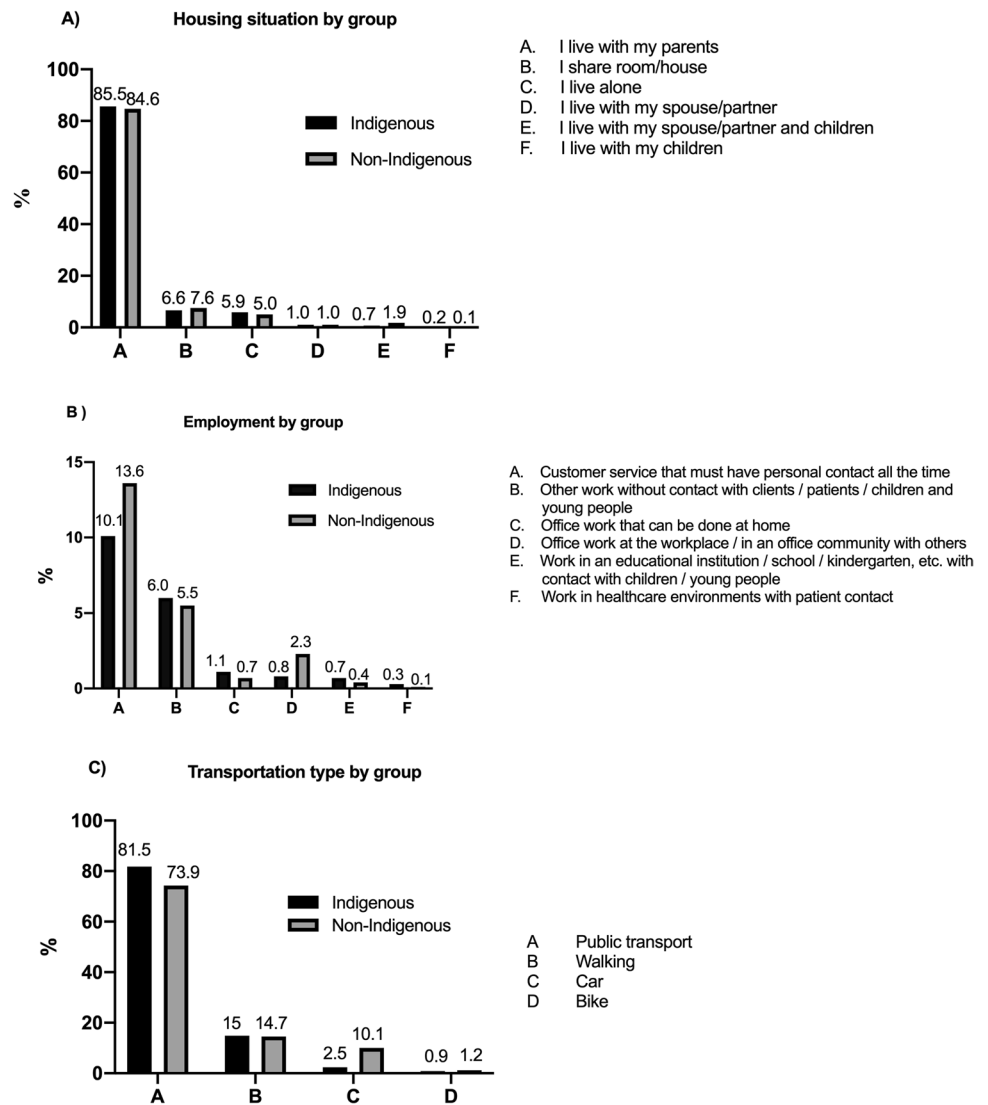 A)
Housing situation by group
100
80
60
40
20
0
%
85.5 84.6
6.6 7.6
5.9 5.0
1.0 1.0
0.7 1.9
0.2 0.1
A B C D E F
Indigenous
Non-Indigenous
A. I live with my parents
B. I share room/house
C. I live alone
D. I live with my spouse/partner
E. I live with my spouse/partner and children
F. I live with my children
B )
Employment by group
15
10
5
0
%
10.1 13.6
6.0 5.5
1.1 0.7
0.8 2.3
0.7 0.4
0.3 0.1
A B C D E F
Indigenous
Non-Indigenous
A. Customer service that must have personal contact all the time
B. Other work without contact with clients / patients / children and
young people
C. Office work that can be done at home
D. Office work at the workplace / in an office community with others
E. Work in an educational institution / school / kindergarten, etc. with
contact with children / young people
F. Work in healthcare environments with patient contact
C)
Transportation type by group
100
80
60
40
20
0
%
81.5 73.9
15 14.7
2.5 10.1
0.9 1.2
A B C D
Indigenous
Non-Indigenous
A Public transport
B Walking
C Car
D Bike